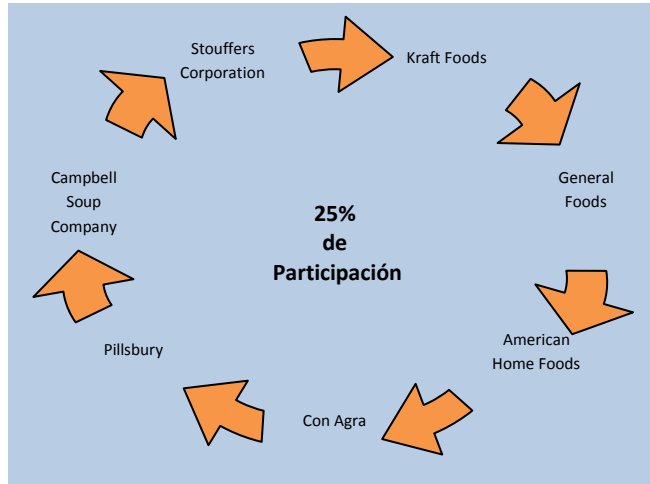 Stouffers
Corporation
Kraft Foods
General
Foods
American
Home Foods
Con Agra
Pillsbury
Campbell
Soup
Company
25%
de
Participación